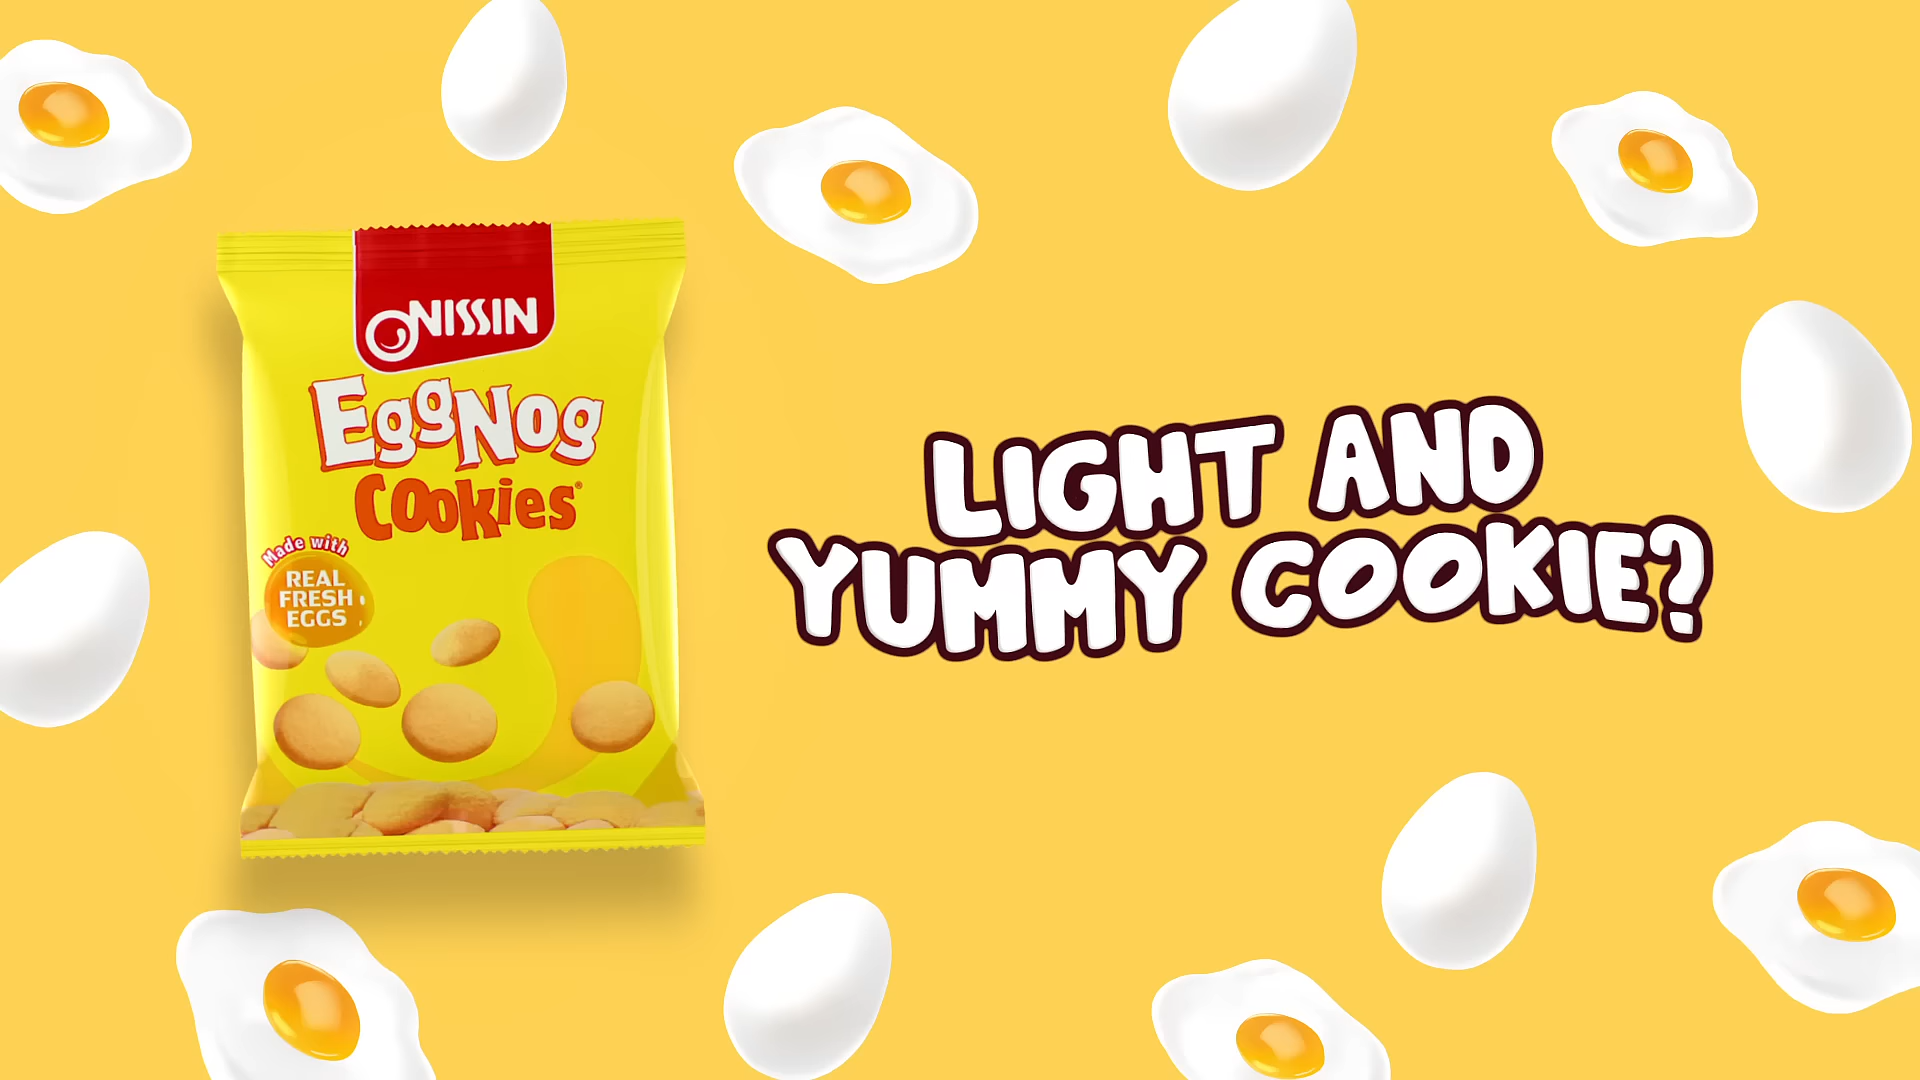 NISSIN
EggNog
Cookies®
Made with
REAL
FRESH
EGGS
LIGHT AND
YUMMY COOKIE?